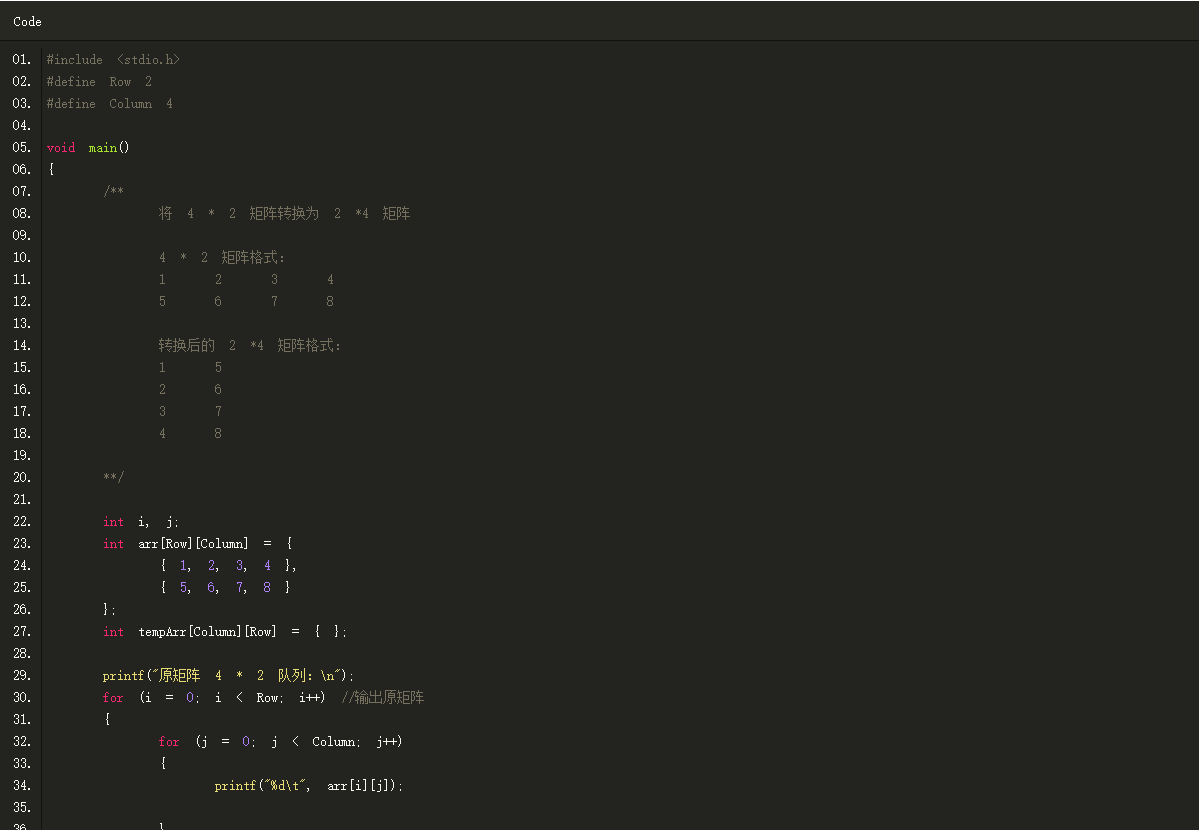 Code
01. #include <stdio.h>
02. #define Row 2
03. #define Column 4
04.
05. void main()
06. {
07. /**
08. 将 4 * 2 矩阵转换为 2 *4 矩阵
09.
10. 4 * 2 矩阵格式：
11. 1 2 3 4
12. 5 6 7 8
13.
14. 转换后的 2 *4 矩阵格式：
15. 1 5
16. 2 6
17. 3 7
18. 4 8
19.
20. **/
21.
22. int i, j;
23. int arr[Row][Column] = {
24. { 1, 2, 3, 4 },
25. { 5, 6, 7, 8 }
26. };
27. int tempArr[Column][Row] = { };
28.
29. printf("原矩阵 4 * 2 队列：\n");
30. for (i = 0; i < Row; i++) //输出原矩阵
31. {
32. for (j = 0; j < Column; j++)
33. {
34. printf("%d\t", arr[i][j]);
35.
36. }